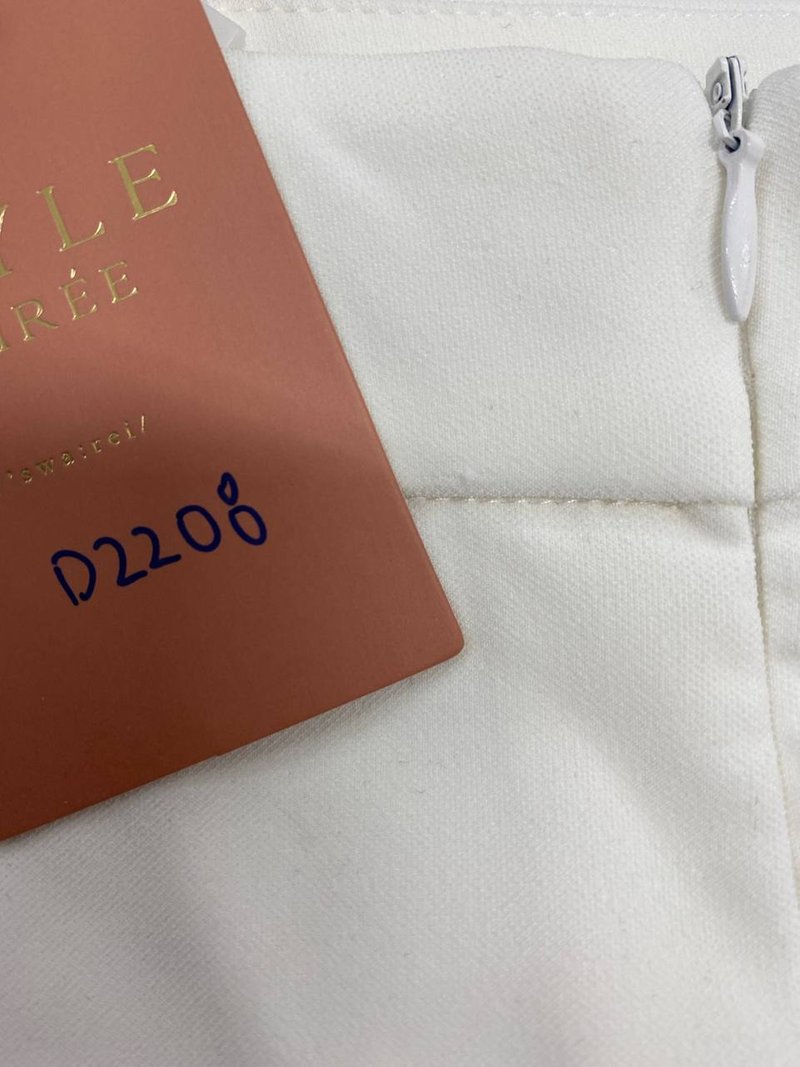 YLE
IRÉE
'swa:rei/
D2208